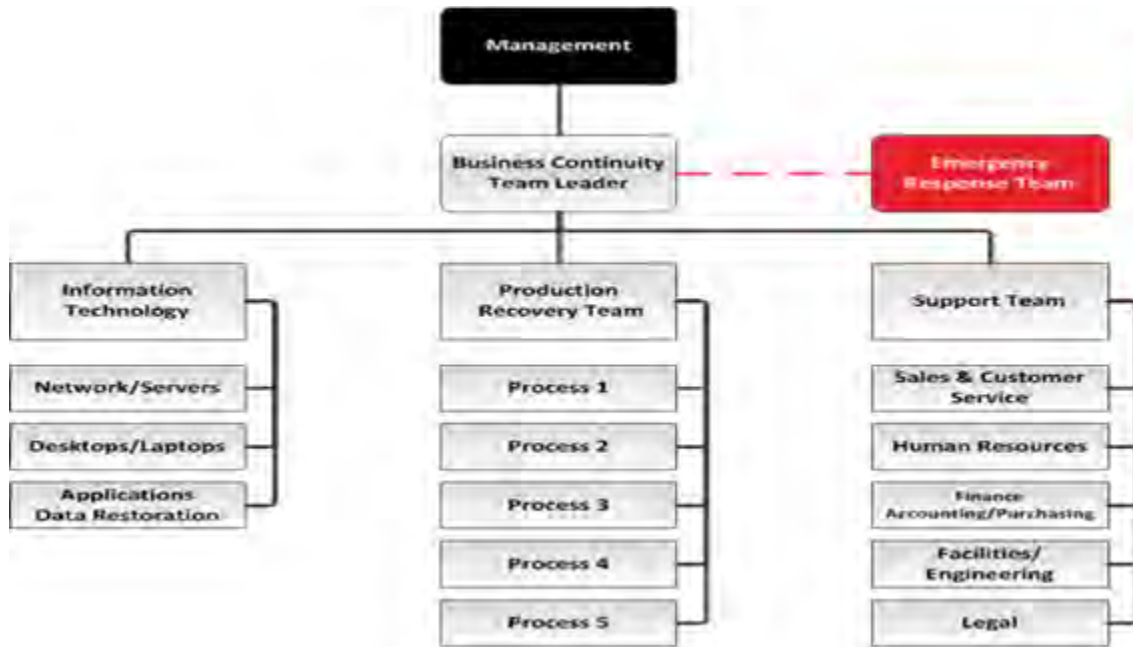 Management
Business Continuity
Team Leader
Emergency
Response Team
Information
Technology
Production
Recovery Team
Support Team
Network/Servers
Process 1
Sales & Customer
Service
Desktops/Laptops
Process 2
Human Resources
Applications
Data Restoration
Process 3
Finance
Accounting/Purchasing
Process 4
Facilities/
Engineering
Process 5
Legal